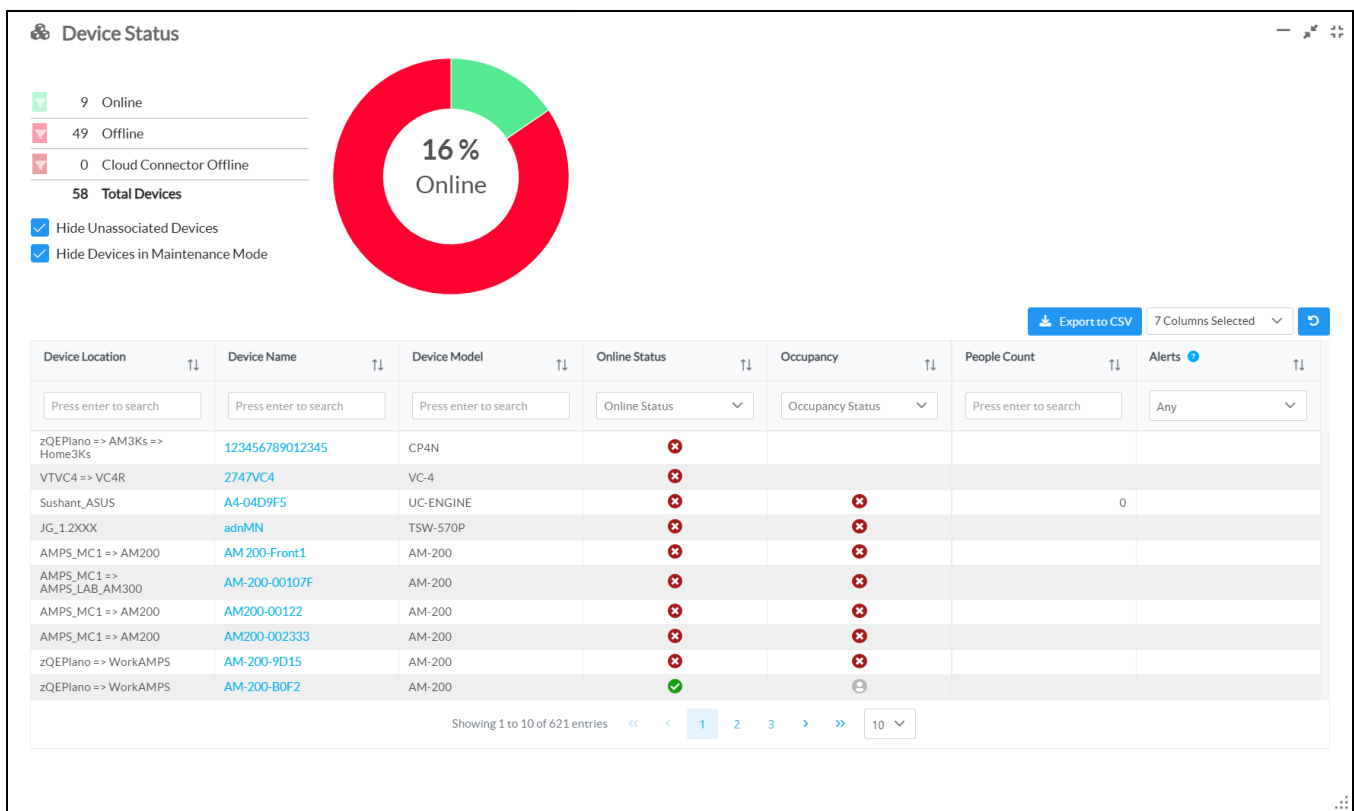 Device Status
9 Online
49 Offline
0 Cloud Connector Offline
58 Total Devices
Hide Unassociated Devices
Hide Devices in Maintenance Mode
16 %
Online
Export to CSV 7 Columns Selected
Device Location Device Name Device Model Online Status Occupancy People Count Alerts ?
Press enter to search Press enter to search Press enter to search Online Status Occupancy Status Press enter to search Any
zQEPlano => AM3Ks =>
Home3Ks 123456789012345 CP4N
VTVC4 => VC4R 2747VC4 VC-4
Sushant_ASUS A4-04D9F5 UC-ENGINE 0
JG_1.2XXX adnMN TSW-570P
AMPS_MC1 => AM200 AM 200-Front1 AM-200
AMPS_MC1 =>
AMPS_LAB_AM300 AM-200-00107F AM-200
AMPS_MC1 => AM200 AM200-00122 AM-200
AMPS_MC1 => AM200 AM200-002333 AM-200
zQEPlano => WorkAMPS AM-200-9D15 AM-200
zQEPlano => WorkAMPS AM-200-B0F2 AM-200
Showing 1 to 10 of 621 entries « < 1 2 3 > » 10